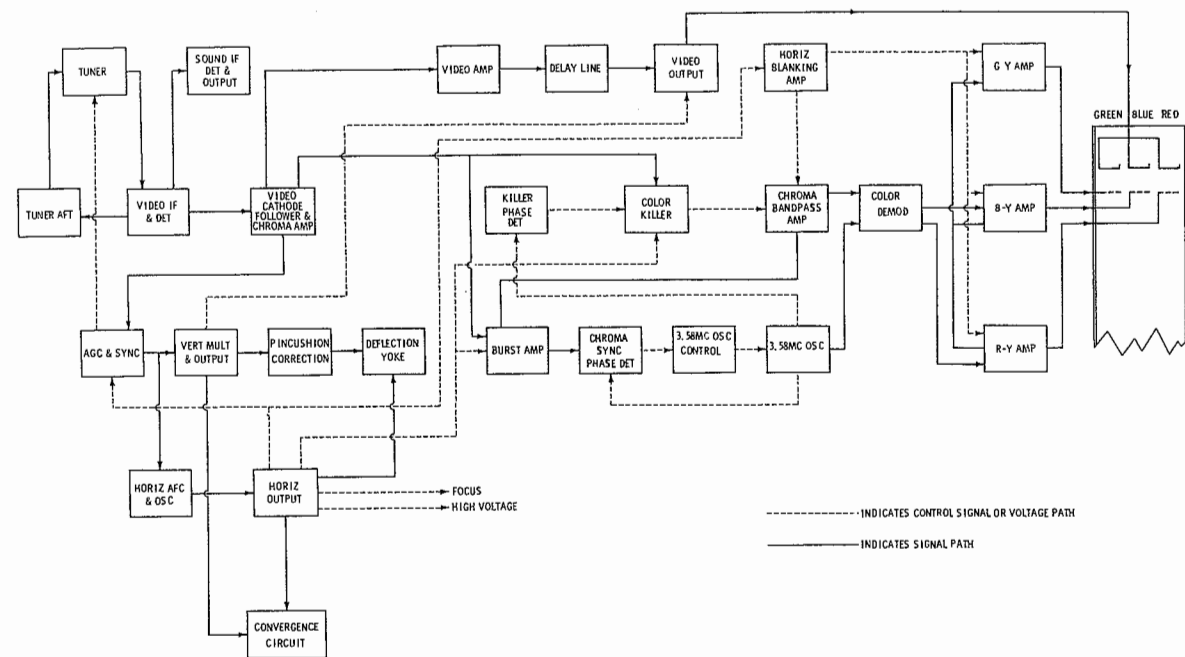 TUNER
SOUND IF
DET &
OUTPUT
VIDEO AMP
DELAY LINE
VIDEO
OUTPUT
HORIZ
BLANKING
AMP
G Y AMP
GREEN BLUE RED
TUNER AFT
VIDEO IF
& DET
VIDEO
CATHODE
FOLLOWER &
CHROMA AMP
KILLER
PHASE DET
COLOR
KILLER
CHROMA
BANDPASS
AMP
COLOR
DEMOD
B-Y AMP
AGC & SYNC
VERT MULT
& OUTPUT
PINCUSHION
CORRECTION
DEFLECTION
YOKE
BURST AMP
CHROMA
SYNC
PHASE DET
3.58MC OSC
CONTROL
3.58MC OSC
R-Y AMP
HORIZ AFC
& OSC
HORIZ
OUTPUT
FOCUS
HIGH VOLTAGE
INDICATES CONTROL SIGNAL OR VOLTAGE PATH
INDICATES SIGNAL PATH
CONVERGENCE
CIRCUIT